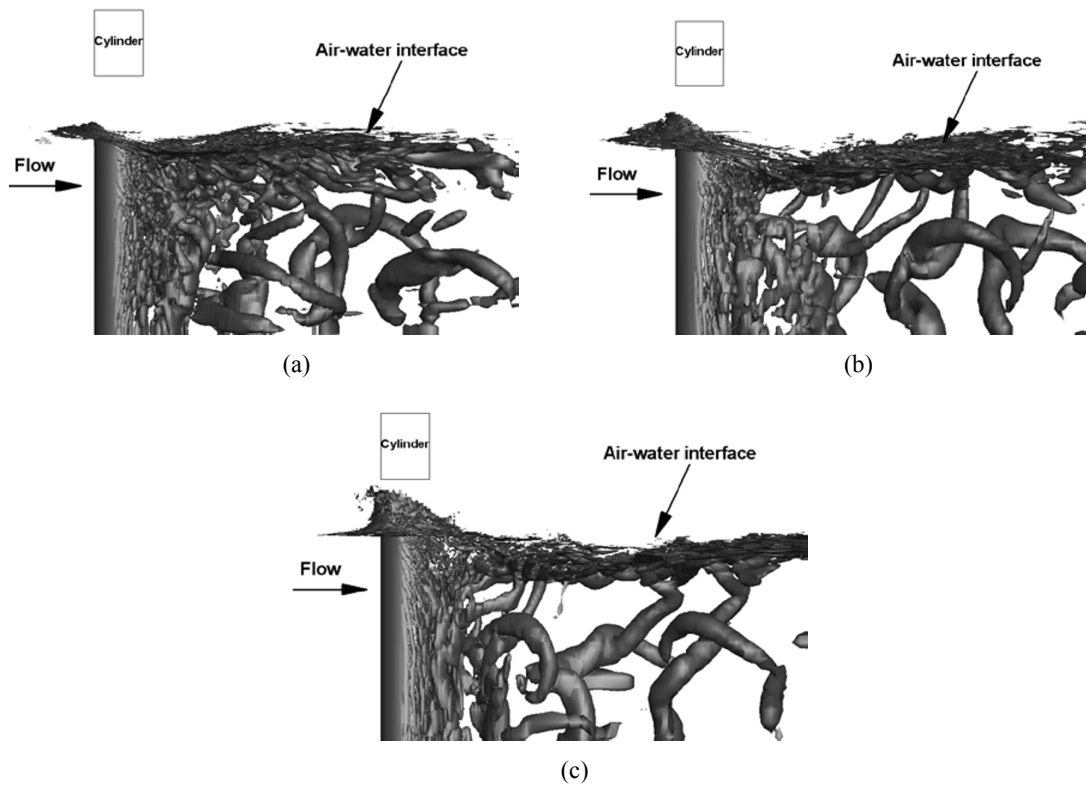 Cylinder
Air-water interface
Flow
(a)
Cylinder
Air-water interface
Flow
(b)
Cylinder
Air-water interface
Flow
(c)